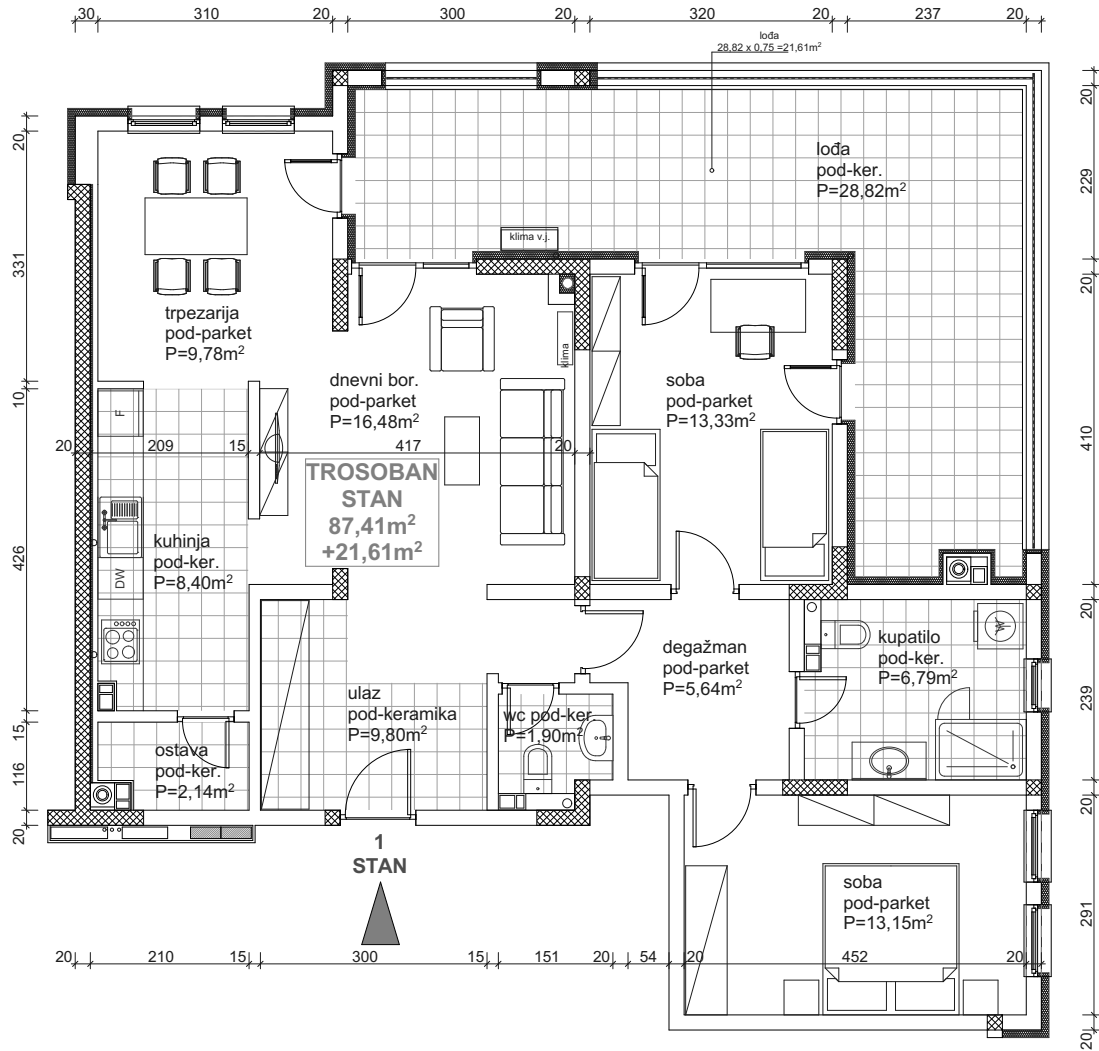 30 310 20 300 20 320 20 237 20
lođa
28,82 x 0,75 =21,61m²
20
331
10
426
15
116
20
20
229
20
410
239
20
291
20
lođa
pod-ker.
P=28,82m²
klima v.j.
trpezarija
pod-parket
P=9,78m²
klima
dnevni bor.
pod-parket
P=16,48m²
soba
pod-parket
P=13,33m²
F
20 209 15 417 20
TROSOBAN
STAN
87,41m²
+21,61m²
kuhinja
pod-ker.
P=8,40m²
DW
degažman
pod-parket
P=5,64m²
kupatilo
pod-ker.
P=6,79m²
ulaz
pod-keramika
P=9,80m²
wc pod-ker.
P=1,90m²
ostava
pod-ker.
P=2,14m²
1
STAN
soba
pod-parket
P=13,15m²
20 210 15 300 15 151 20 54 20 452 20